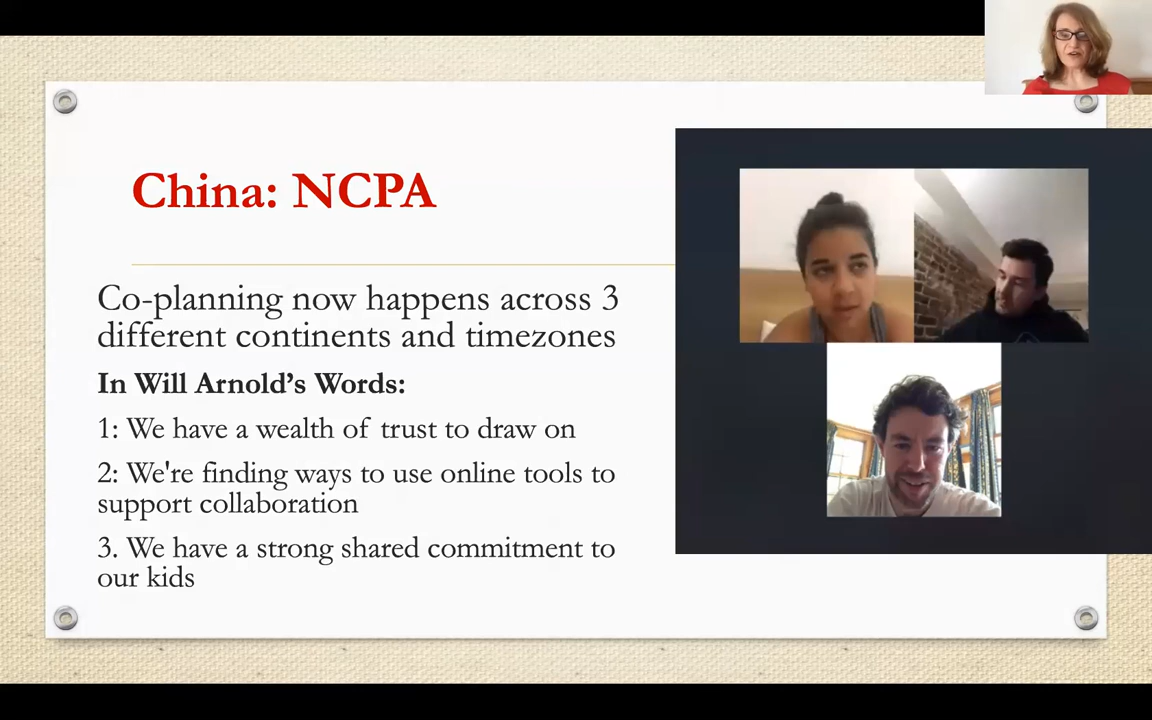 China: NCPA
Co-planning now happens across 3
different continents and timezones
In Will Arnold’s Words:
1: We have a wealth of trust to draw on
2: We're finding ways to use online tools to
support collaboration
3. We have a strong shared commitment to
our kids